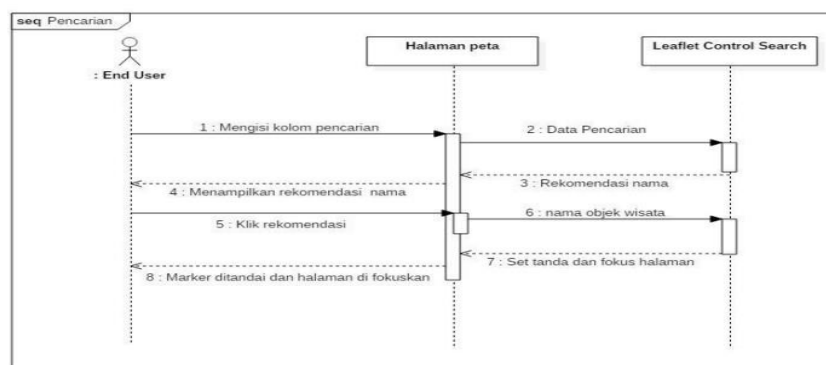 seq Pencarian
: End User
Halaman peta
Leaflet Control Search
1 : Mengisi kolom pencarian
2 : Data Pencarian
3 : Rekomendasi nama
4 : Menampilkan rekomendasi nama
5 : Klik rekomendasi
6 : nama objek wisata
7 : Set tanda dan fokus halaman
8 : Marker ditandai dan halaman di fokuskan